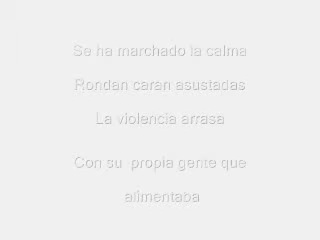 Se ha marchado la calma
Rondan caran asustadas
La violencia arrasa
Con su  propia gente que
alimentaba